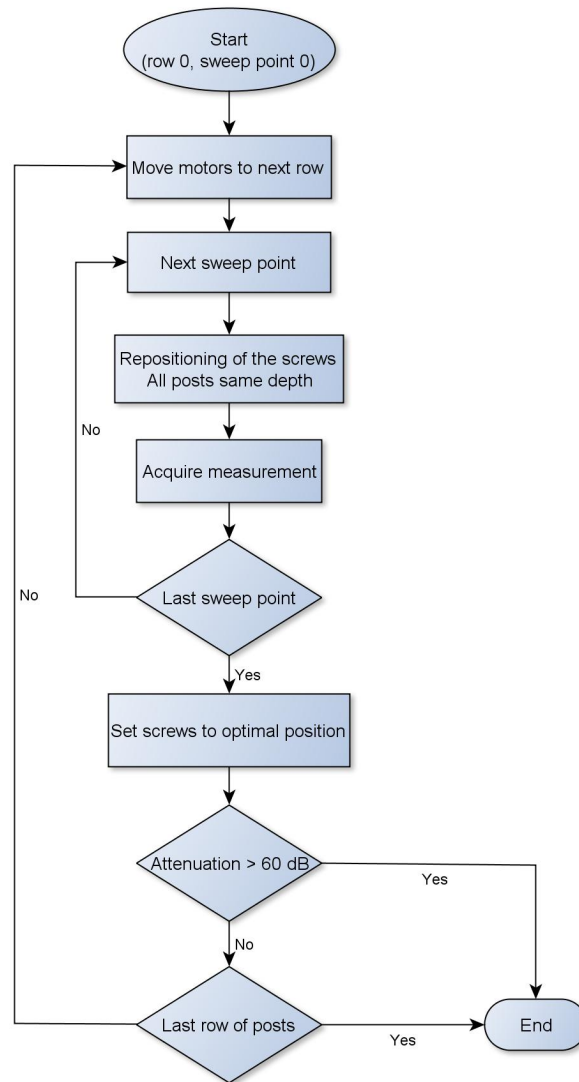 Start
(row 0, sweep point 0)
Move motors to next row
Next sweep point
Repositioning of the screws
All posts same depth
No
Acquire measurement
Last sweep point
No
Yes
Set screws to optimal position
Attenuation > 60 dB
Yes
No
Last row of posts
Yes
End